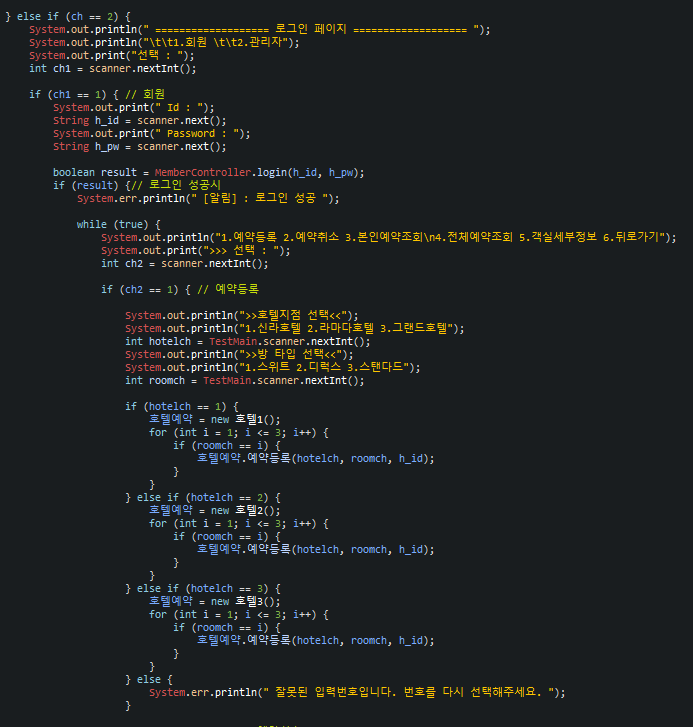 } else if (ch == 2) {
System.out.println(" =================== 로그인 페이지 =================== ");
System.out.println("\t\t1.회원 \t\t2.관리자");
System.out.print("선택 : ");
int ch1 = scanner.nextInt();
if (ch1 == 1) { // 회원
System.out.print(" Id : ");
String h_id = scanner.next();
System.out.print(" Password : ");
String h_pw = scanner.next();
boolean result = MemberController.login(h_id, h_pw);
if (result) {// 로그인 성공시
System.err.println(" [알림] : 로그인 성공 ");
while (true) {
System.out.println("1.예약등록 2.예약취소 3.본인예약조회\n4.전체예약조회 5.객실세부정보 6.뒤로가기");
System.out.print(">>> 선택 : ");
int ch2 = scanner.nextInt();
if (ch2 == 1) { // 예약등록
System.out.println(">>호텔지점 선택<<");
System.out.println("1.신라호텔 2.라마다호텔 3.그랜드호텔");
int hotelch = TestMain.scanner.nextInt();
System.out.println(">>방 타입 선택<<");
System.out.println("1.스위트 2.디럭스 3.스탠다드");
int roomch = TestMain.scanner.nextInt();
if (hotelch == 1) {
호텔예약 = new 호텔1();
for (int i = 1; i <= 3; i++) {
if (roomch == i) {
호텔예약.예약등록(hotelch, roomch, h_id);
}
}
} else if (hotelch == 2) {
호텔예약 = new 호텔2();
for (int i = 1; i <= 3; i++) {
if (roomch == i) {
호텔예약.예약등록(hotelch, roomch, h_id);
}
}
} else if (hotelch == 3) {
호텔예약 = new 호텔3();
for (int i = 1; i <= 3; i++) {
if (roomch == i) {
호텔예약.예약등록(hotelch, roomch, h_id);
}
}
} else {
System.err.println(" 잘못된 입력번호입니다. 번호를 다시 선택해주세요. ");
}